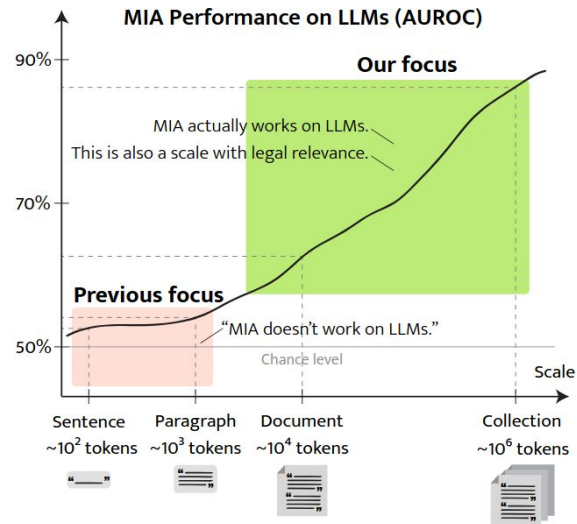 MIA Performance on LLMs (AUROC)
90%
Our focus
MIA actually works on LLMs.
This is also a scale with legal relevance.
70%
Previous focus
“MIA doesn't work on LLMs.”
50%
Chance level
Scale
Sentence
~10² tokens
Paragraph
~10³ tokens
Document
~10⁴ tokens
Collection
~10⁶ tokens